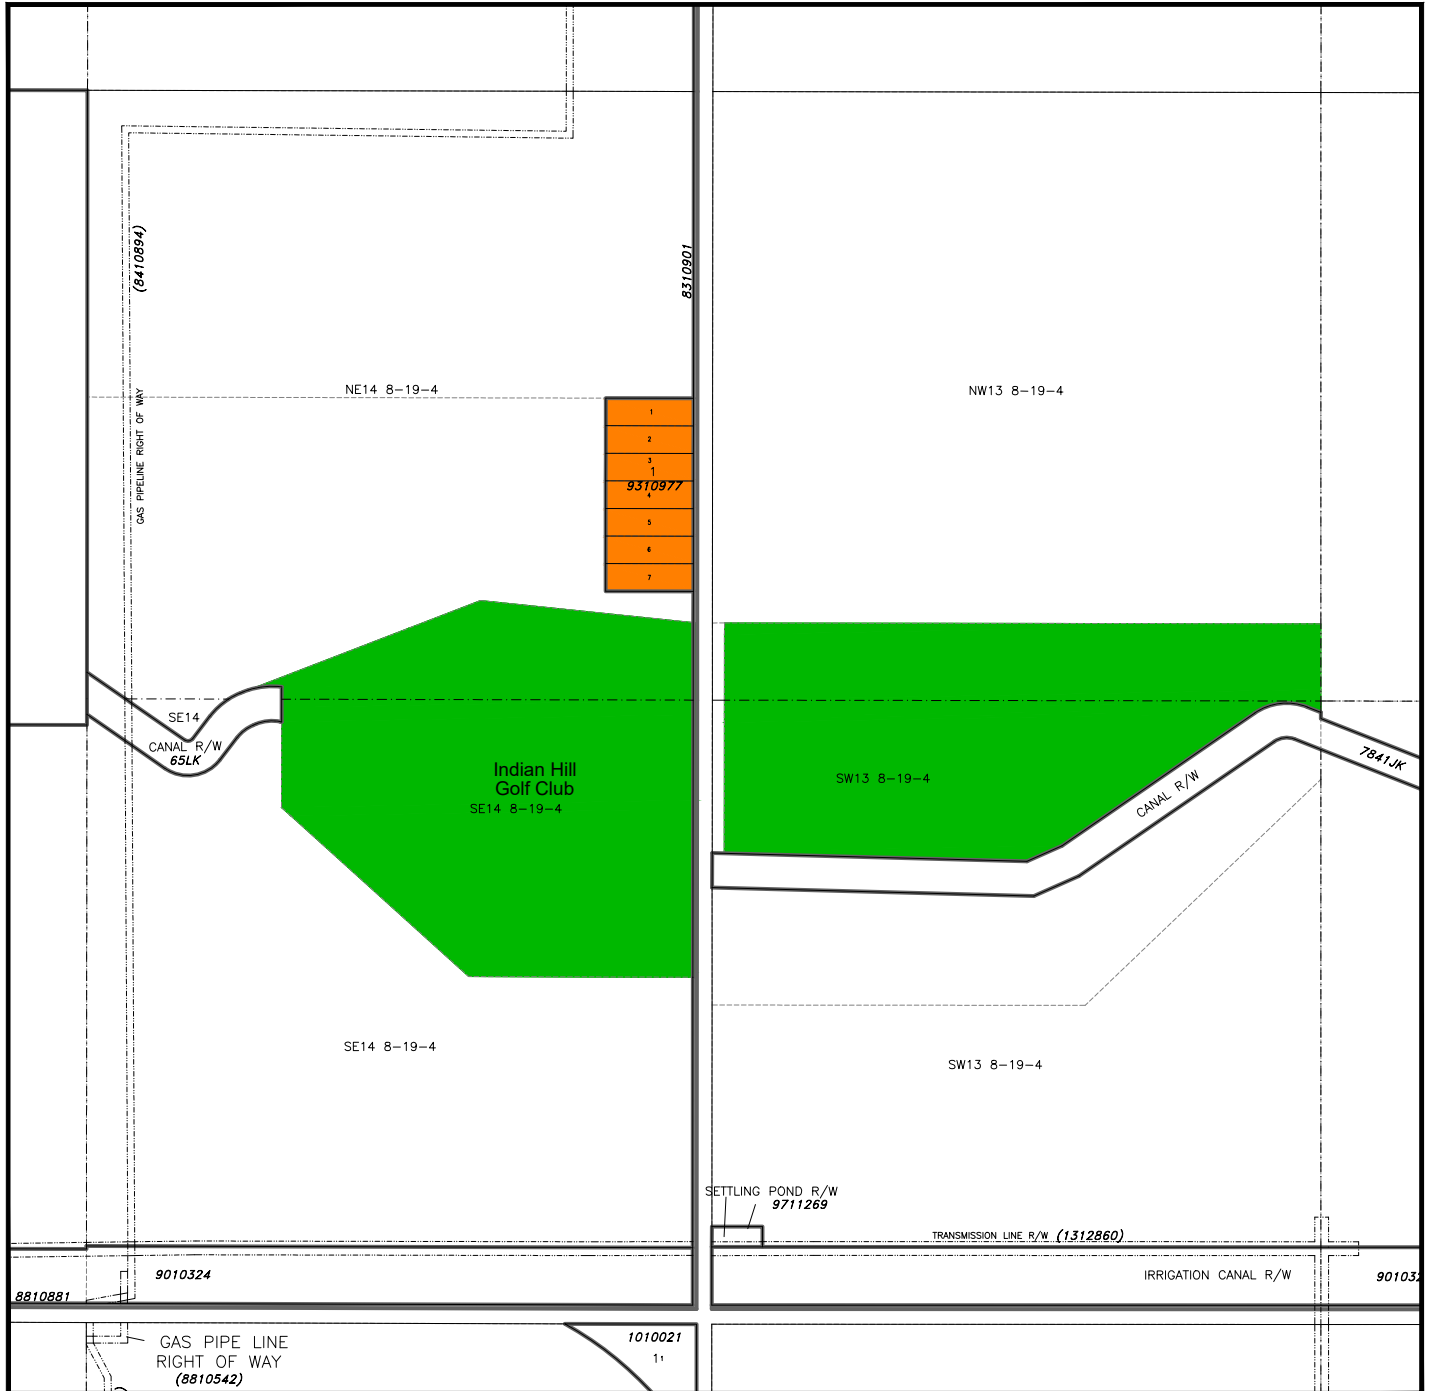 (8410894)
8310901
NE14 8-19-4
NW13 8-19-4
GAS PIPELINE RIGHT OF WAY
1
2
3
1
9310977
4
5
6
7
SE14
CANAL R/W
65LK
Indian Hill
Golf Club
SE14 8-19-4
SW13 8-19-4
CANAL R/W
7841JK
SE14 8-19-4
SW13 8-19-4
SETTLING POND R/W
9711269
TRANSMISSION LINE R/W (1312860)
9010324
IRRIGATION CANAL R/W
90103
8810881
GAS PIPE LINE
RIGHT OF WAY
(8810542)
1010021
1 1